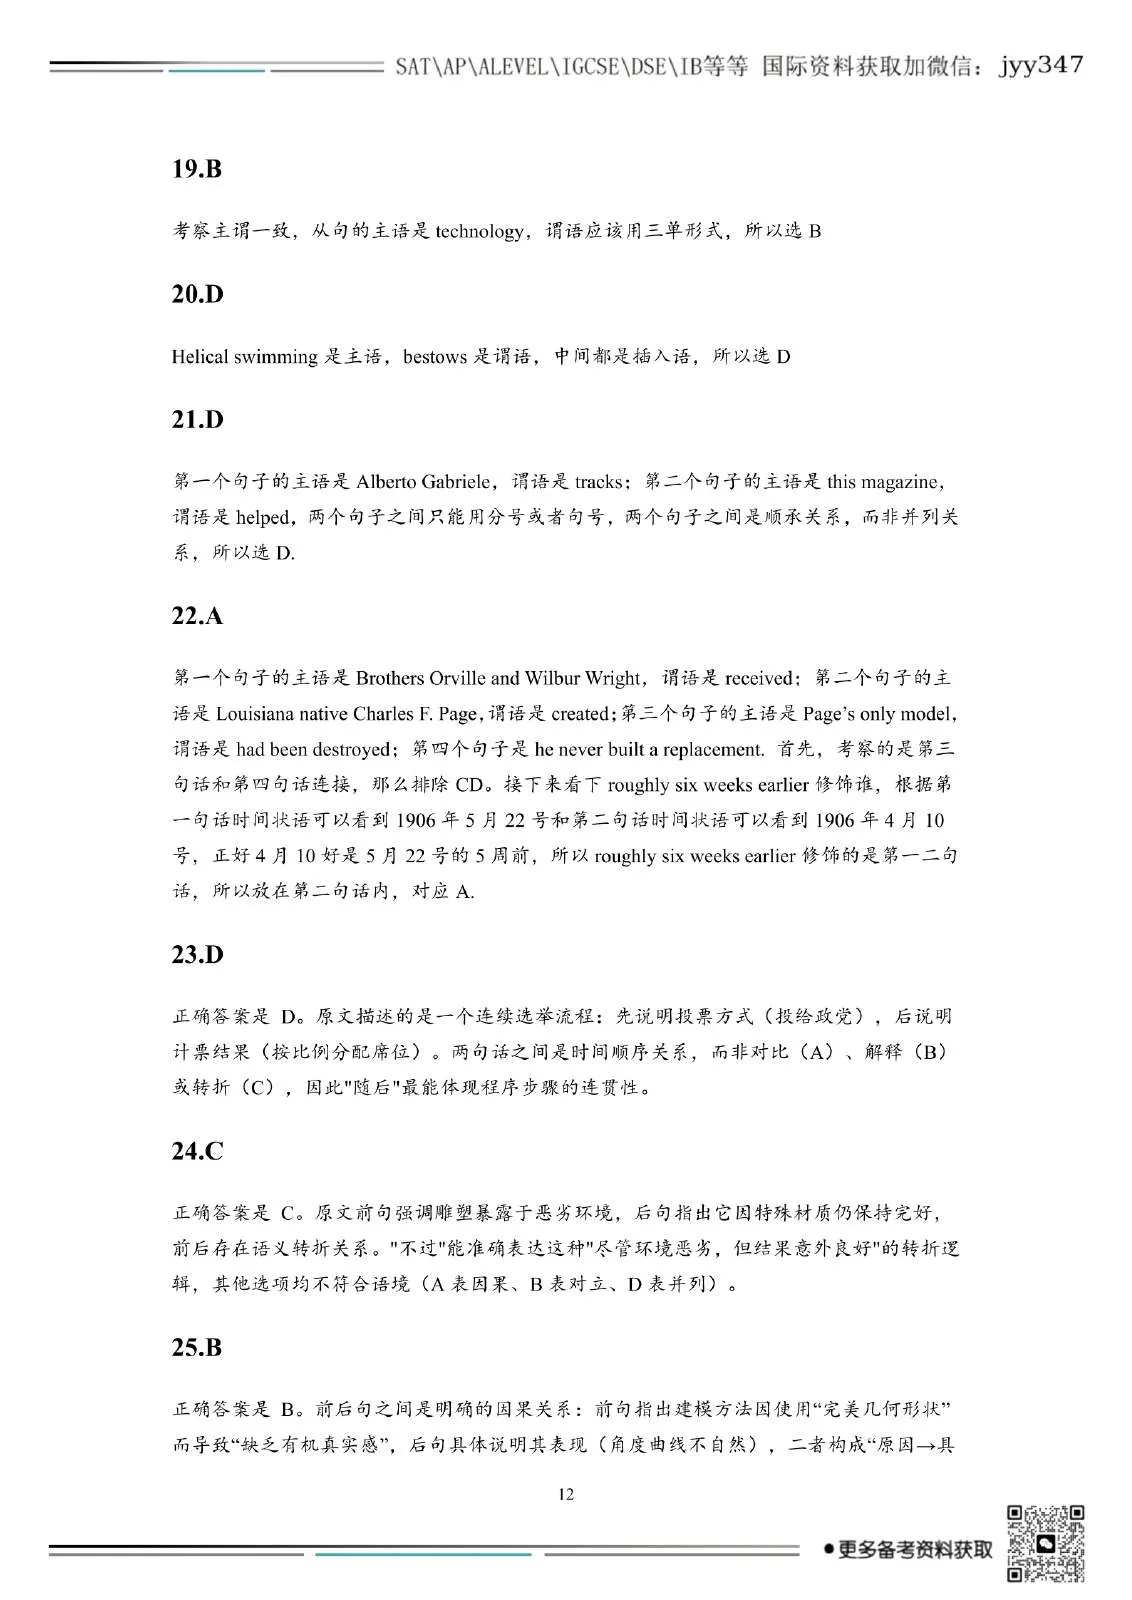 SAT\AP\ALEVEL\IGCSE\DSE\IB等等 国际资料获取加微信: jyy347
19.B
考察主谓一致，从句的主语是 technology，谓语应该用三单形式，所以选 B
20.D
Helical swimming 是主语，bestows 是谓语，中间都是插入语，所以选 D
21.D
第一个句子的主语是 Alberto Gabriele，谓语是 tracks；第二个句子的主语是 this magazine，
谓语是 helped，两个句子之间只能用分号或者句号，两个句子之间是顺承关系，而非并列关
系，所以选 D.
22.A
第一个句子的主语是 Brothers Orville and Wilbur Wright，谓语是 received；第二个句子的主
语是 Louisiana native Charles F. Page，谓语是 created；第三个句子的主语是 Page’s only model，
谓语是 had been destroyed；第四个句子是 he never built a replacement. 首先，考察的是第三
句话和第四句话连接，那么排除 CD。接下来看下 roughly six weeks earlier 修饰谁，根据第
一句话时间状语可以看到 1906 年 5 月 22 号和第二句话时间状语可以看到 1906 年 4 月 10
号，正好 4 月 10 好是 5 月 22 号的 5 周前，所以 roughly six weeks earlier 修饰的是第一二句
话，所以放在第二句话内，对应 A.
23.D
正确答案是 D。原文描述的是一个连续选举流程：先说明投票方式（投给政党），后说明
计票结果（按比例分配席位）。两句话之间是时间顺序关系，而非对比（A）、解释（B）
或转折（C），因此"随后"最能体现程序步骤的连贯性。
24.C
正确答案是 C。原文前句强调雕塑暴露于恶劣环境，后句指出它因特殊材质仍保持完好，
前后存在语义转折关系。"不过"能准确表达这种"尽管环境恶劣，但结果意外良好"的转折逻
辑，其他选项均不符合语境（A 表因果、B 表对立、D 表并列）。
25.B
正确答案是 B。前后句之间是明确的因果关系：前句指出建模方法因使用“完美几何形状”
而导致“缺乏有机真实感”，后句具体说明其表现（角度曲线不自然），二者构成“原因→具
12
●更多备考资料获取